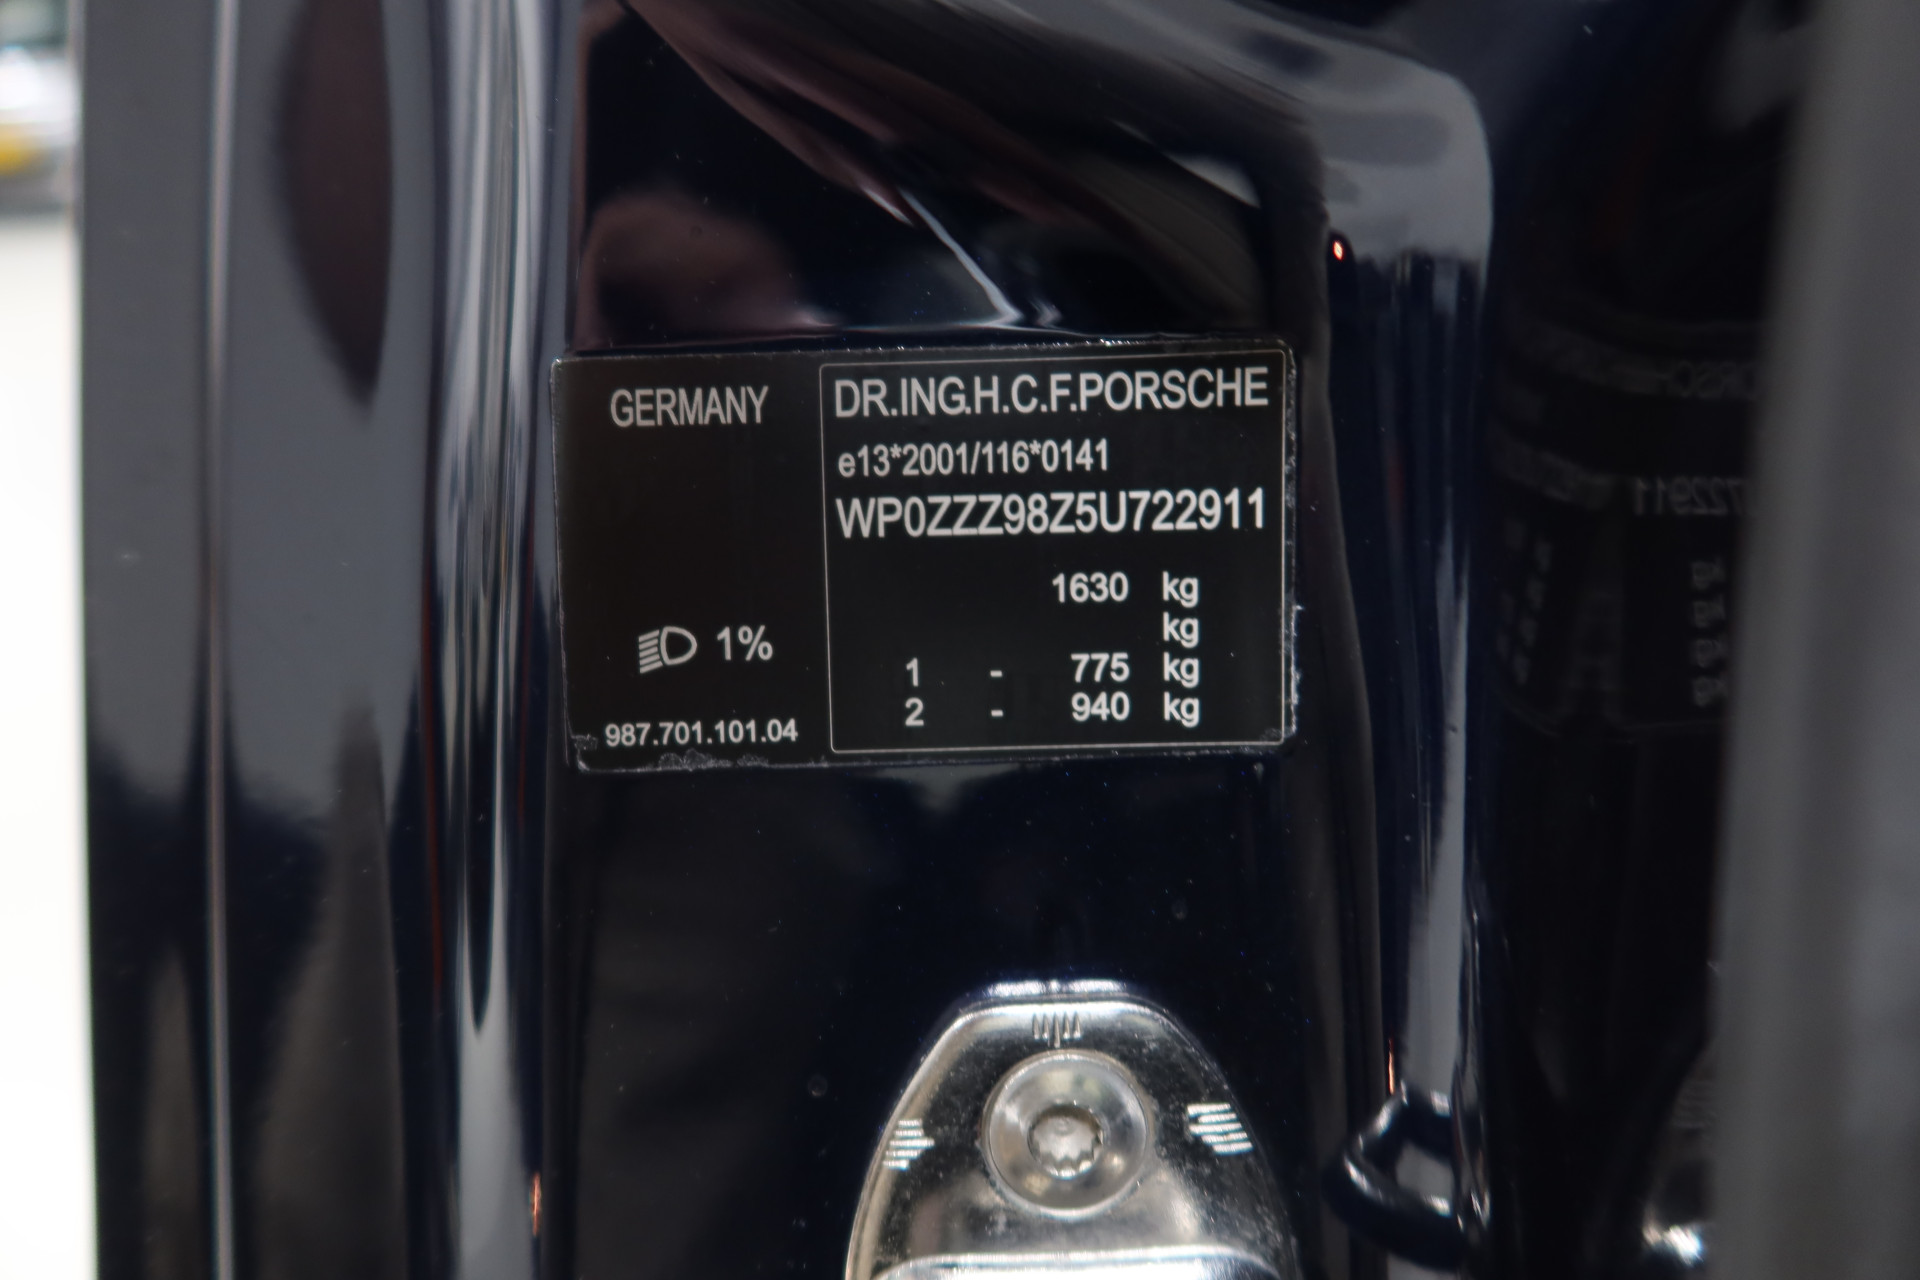 GERMANY
1%
987.701.101.04
DR.ING.H.C.F.PORSCHE
e13*2001/116*0141
WP0ZZZ98Z5U722911
1630 kg
kg
1 - 775 kg
2 - 940 kg